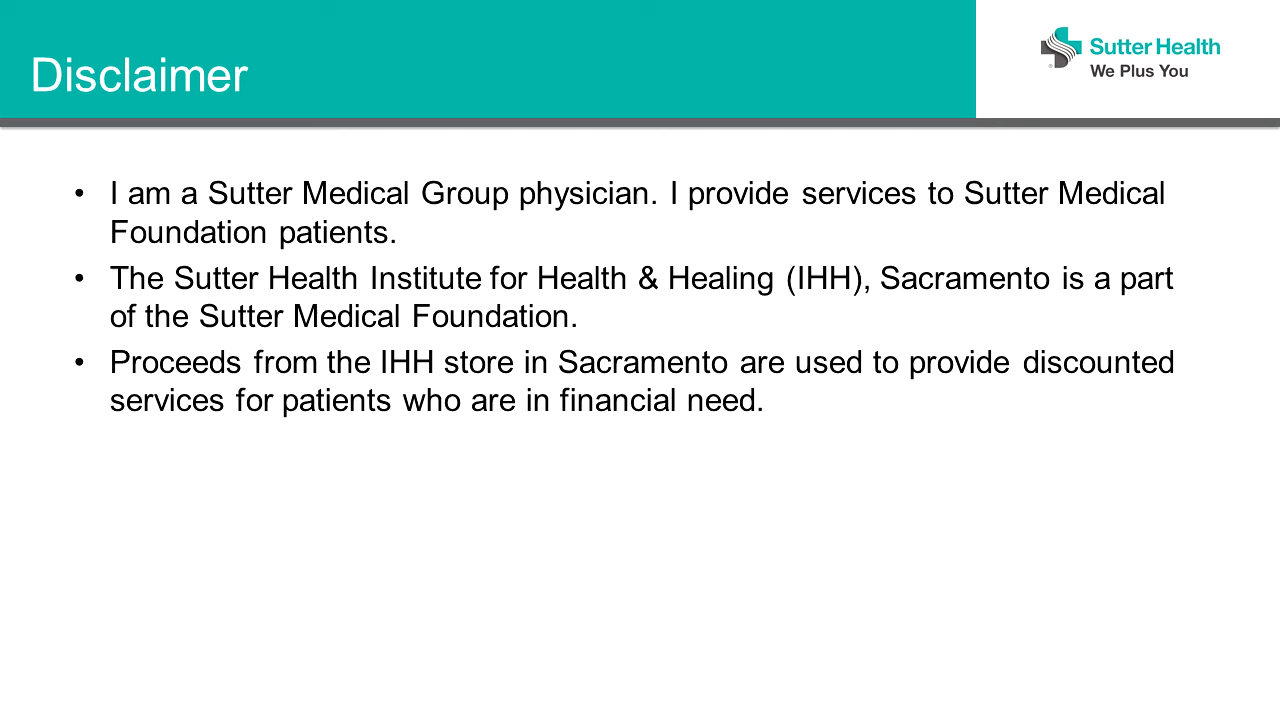 Disclaimer
Sutter Health
We Plus You
• I am a Sutter Medical Group physician. I provide services to Sutter Medical
Foundation patients.
• The Sutter Health Institute for Health & Healing (IHH), Sacramento is a part
of the Sutter Medical Foundation.
• Proceeds from the IHH store in Sacramento are used to provide discounted
services for patients who are in financial need.